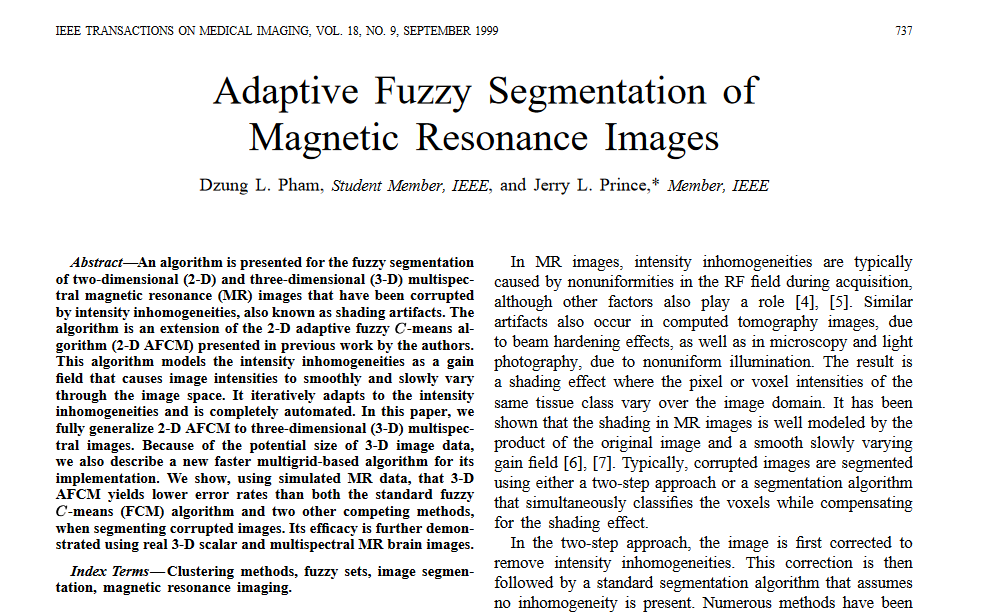 IEEE TRANSACTIONS ON MEDICAL IMAGING, VOL. 18, NO. 9, SEPTEMBER 1999
737
Adaptive Fuzzy Segmentation of
Magnetic Resonance Images
Dzung L. Pham, Student Member, IEEE, and Jerry L. Prince,* Member, IEEE
Abstract—An algorithm is presented for the fuzzy segmentation
of two-dimensional (2-D) and three-dimensional (3-D) multispec-
tral magnetic resonance (MR) images that have been corrupted
by intensity inhomogeneities, also known as shading artifacts. The
algorithm is an extension of the 2-D adaptive fuzzy C-means al-
gorithm (2-D AFCM) presented in previous work by the authors.
This algorithm models the intensity inhomogeneities as a gain
field that causes image intensities to smoothly and slowly vary
through the image space. It iteratively adapts to the intensity
inhomogeneities and is completely automated. In this paper, we
fully generalize 2-D AFCM to three-dimensional (3-D) multispec-
tral images. Because of the potential size of 3-D image data,
we also describe a new faster multigrid-based algorithm for its
implementation. We show, using simulated MR data, that 3-D
AFCM yields lower error rates than both the standard fuzzy
C-means (FCM) algorithm and two other competing methods,
when segmenting corrupted images. Its efficacy is further demon-
strated using real 3-D scalar and multispectral MR brain images.
Index Terms—Clustering methods, fuzzy sets, image segmen-
tation, magnetic resonance imaging.
In MR images, intensity inhomogeneities are typically
caused by nonuniformities in the RF field during acquisition,
although other factors also play a role [4], [5]. Similar
artifacts also occur in computed tomography images, due
to beam hardening effects, as well as in microscopy and light
photography, due to nonuniform illumination. The result is
a shading effect where the pixel or voxel intensities of the
same tissue class vary over the image domain. It has been
shown that the shading in MR images is well modeled by the
product of the original image and a smooth slowly varying
gain field [6], [7]. Typically, corrupted images are segmented
using either a two-step approach or a segmentation algorithm
that simultaneously classifies the voxels while compensating
for the shading effect.
In the two-step approach, the image is first corrected to
remove intensity inhomogeneities. This correction is then
followed by a standard segmentation algorithm that assumes
no inhomogeneity is present. Numerous methods have been